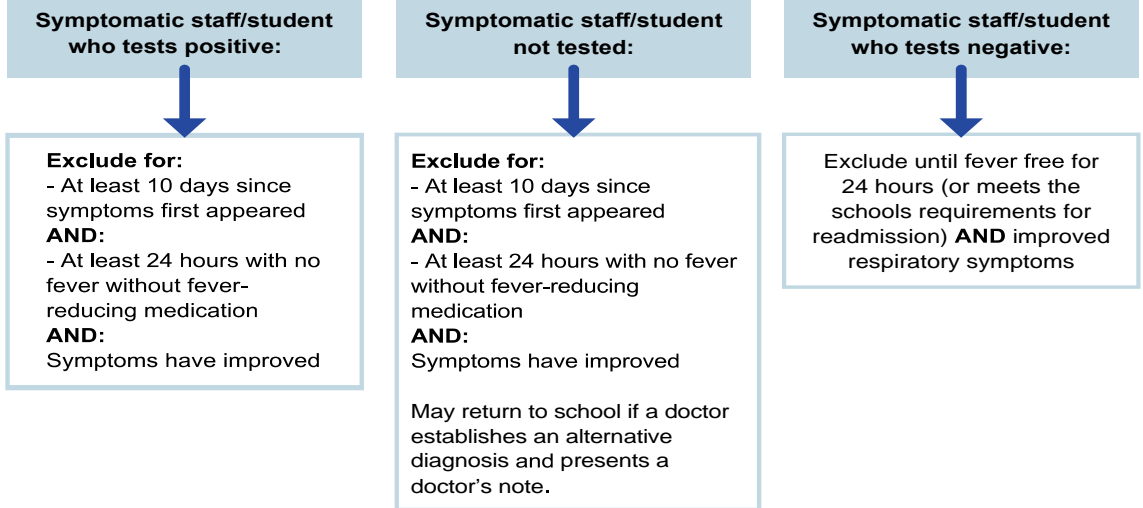 Symptomatic staff/student
who tests positive:
Exclude for:
- At least 10 days since
symptoms first appeared
AND:
- At least 24 hours with no
fever without fever-
reducing medication
AND:
Symptoms have improved
Symptomatic staff/student
not tested:
Exclude for:
- At least 10 days since
symptoms first appeared
AND:
- At least 24 hours with no fever
without fever-reducing
medication
AND:
Symptoms have improved
May return to school if a doctor
establishes an alternative
diagnosis and presents a
doctor's note.
Symptomatic staff/student
who tests negative:
Exclude until fever free for
24 hours (or meets the
schools requirements for
readmission) AND improved
respiratory symptoms